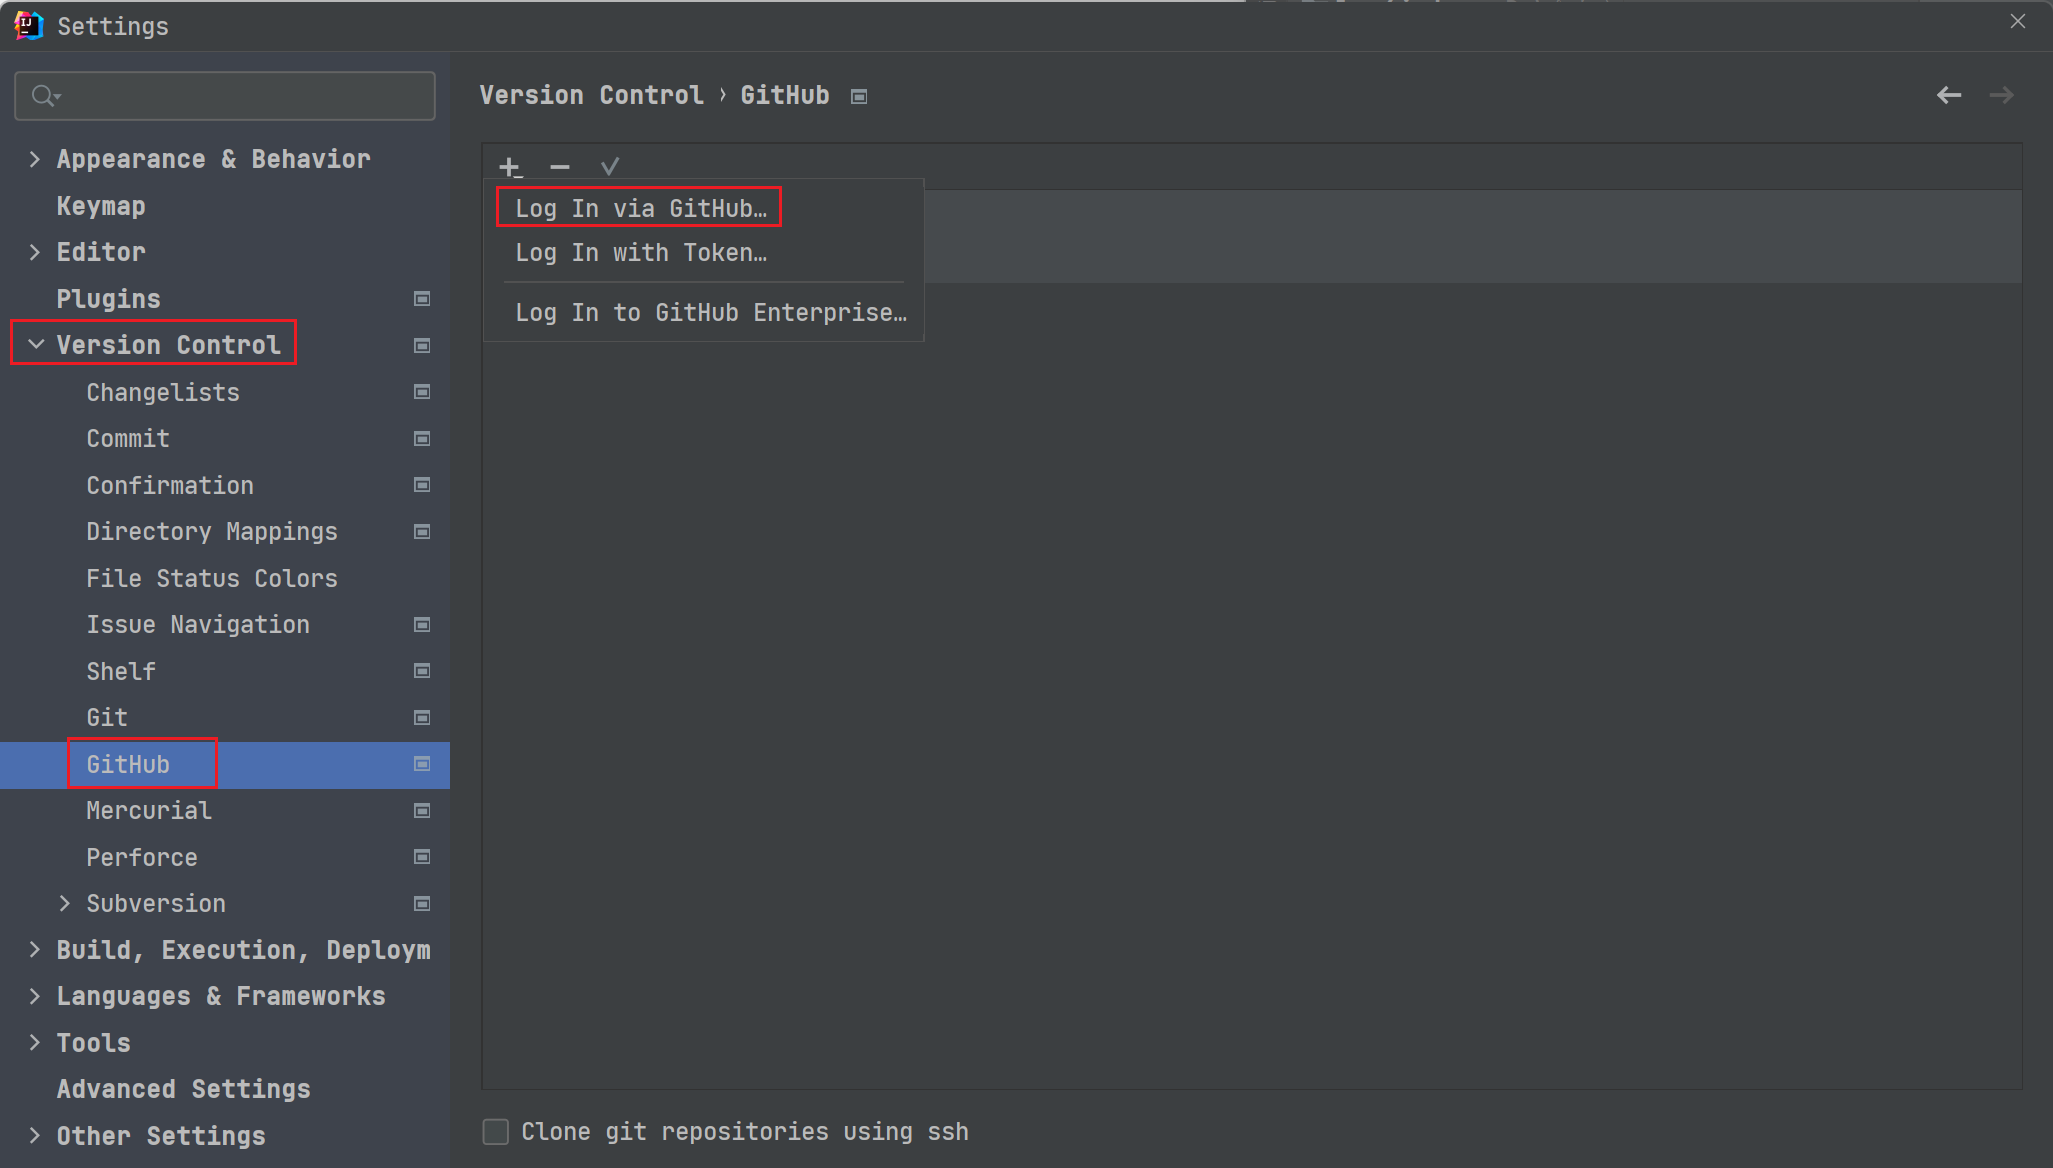 Settings
Appearance & Behavior
Keymap
Editor
Plugins
Version Control
Changelists
Commit
Confirmation
Directory Mappings
File Status Colors
Issue Navigation
Shelf
Git
GitHub
Mercurial
Perforce
Subversion
Build, Execution, Deploym
Languages & Frameworks
Tools
Advanced Settings
Other Settings
Version Control › GitHub
Log In via GitHub…
Log In with Token…
Log In to GitHub Enterprise…
Clone git repositories using ssh